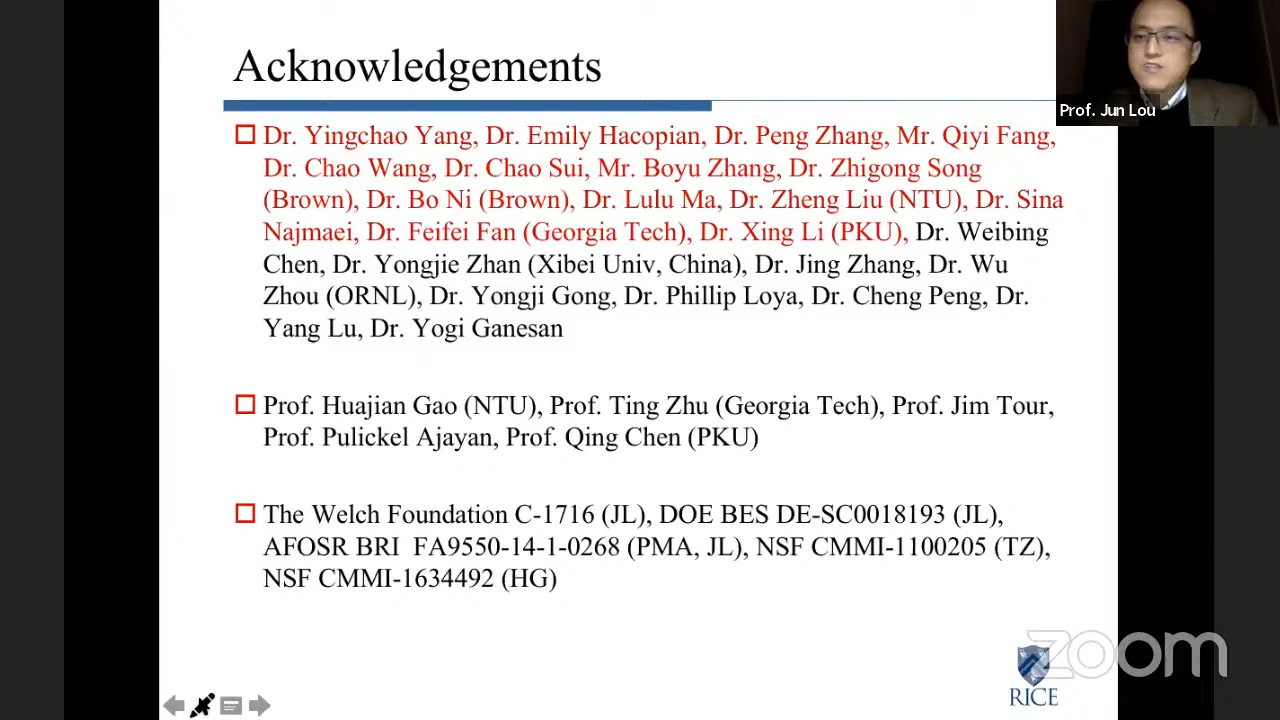 Acknowledgements
Prof. Jun Lou
Dr. Yingchao Yang, Dr. Emily Hacopian, Dr. Peng Zhang, Mr. Qiyi Fang,
Dr. Chao Wang, Dr. Chao Sui, Mr. Boyu Zhang, Dr. Zhigong Song
(Brown), Dr. Bo Ni (Brown), Dr. Lulu Ma, Dr. Zheng Liu (NTU), Dr. Sina
Najmaei, Dr. Feifei Fan (Georgia Tech), Dr. Xing Li (PKU), Dr. Weibing
Chen, Dr. Yongjie Zhan (Xibei Univ, China), Dr. Jing Zhang, Dr. Wu
Zhou (ORNL), Dr. Yongji Gong, Dr. Phillip Loya, Dr. Cheng Peng, Dr.
Yang Lu, Dr. Yogi Ganesan
Prof. Huajian Gao (NTU), Prof. Ting Zhu (Georgia Tech), Prof. Jim Tour,
Prof. Pulickel Ajayan, Prof. Qing Chen (PKU)
The Welch Foundation C-1716 (JL), DOE BES DE-SC0018193 (JL),
AFOSR BRI  FA9550-14-1-0268 (PMA, JL), NSF CMMI-1100205 (TZ),
NSF CMMI-1634492 (HG)
zoom
RICE